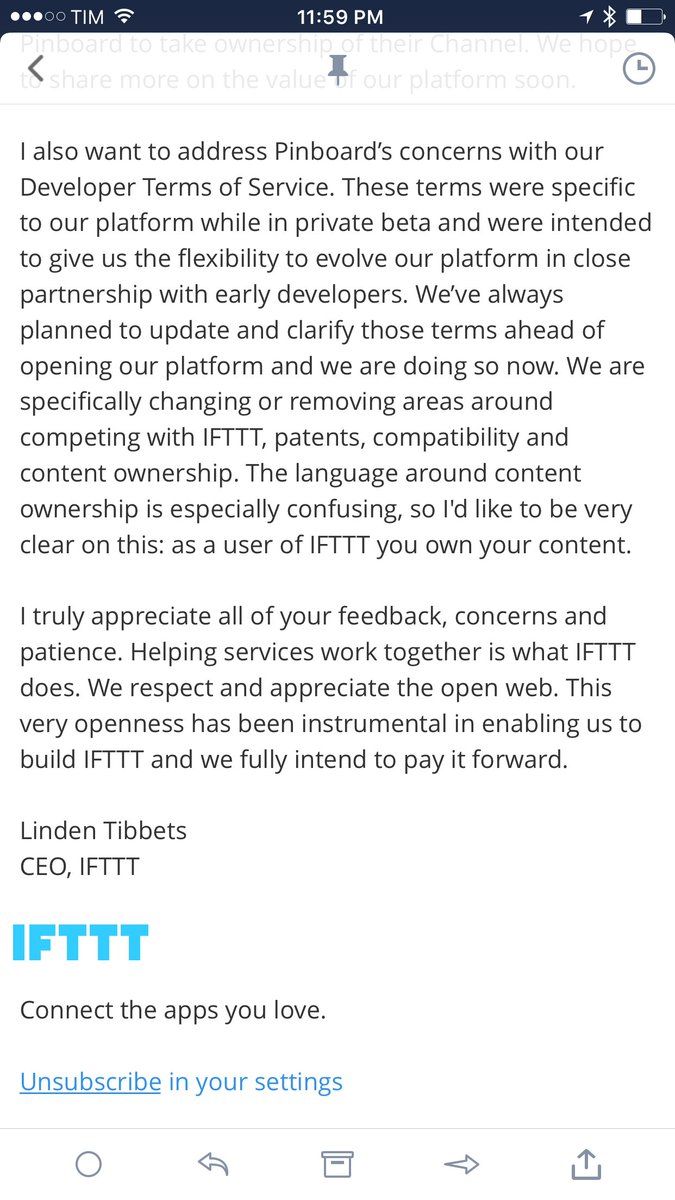 TIM 11:59 PM
Pinboard to take ownership of their Channel. We hope
to share more on the value of our platform soon.
I also want to address Pinboard’s concerns with our
Developer Terms of Service. These terms were specific
to our platform while in private beta and were intended
to give us the flexibility to evolve our platform in close
partnership with early developers. We’ve always
planned to update and clarify those terms ahead of
opening our platform and we are doing so now. We are
specifically changing or removing areas around
competing with IFTTT, patents, compatibility and
content ownership. The language around content
ownership is especially confusing, so I'd like to be very
clear on this: as a user of IFTTT you own your content.
I truly appreciate all of your feedback, concerns and
patience. Helping services work together is what IFTTT
does. We respect and appreciate the open web. This
very openness has been instrumental in enabling us to
build IFTTT and we fully intend to pay it forward.
Linden Tibbets
CEO, IFTTT
IFTTT
Connect the apps you love.
Unsubscribe in your settings